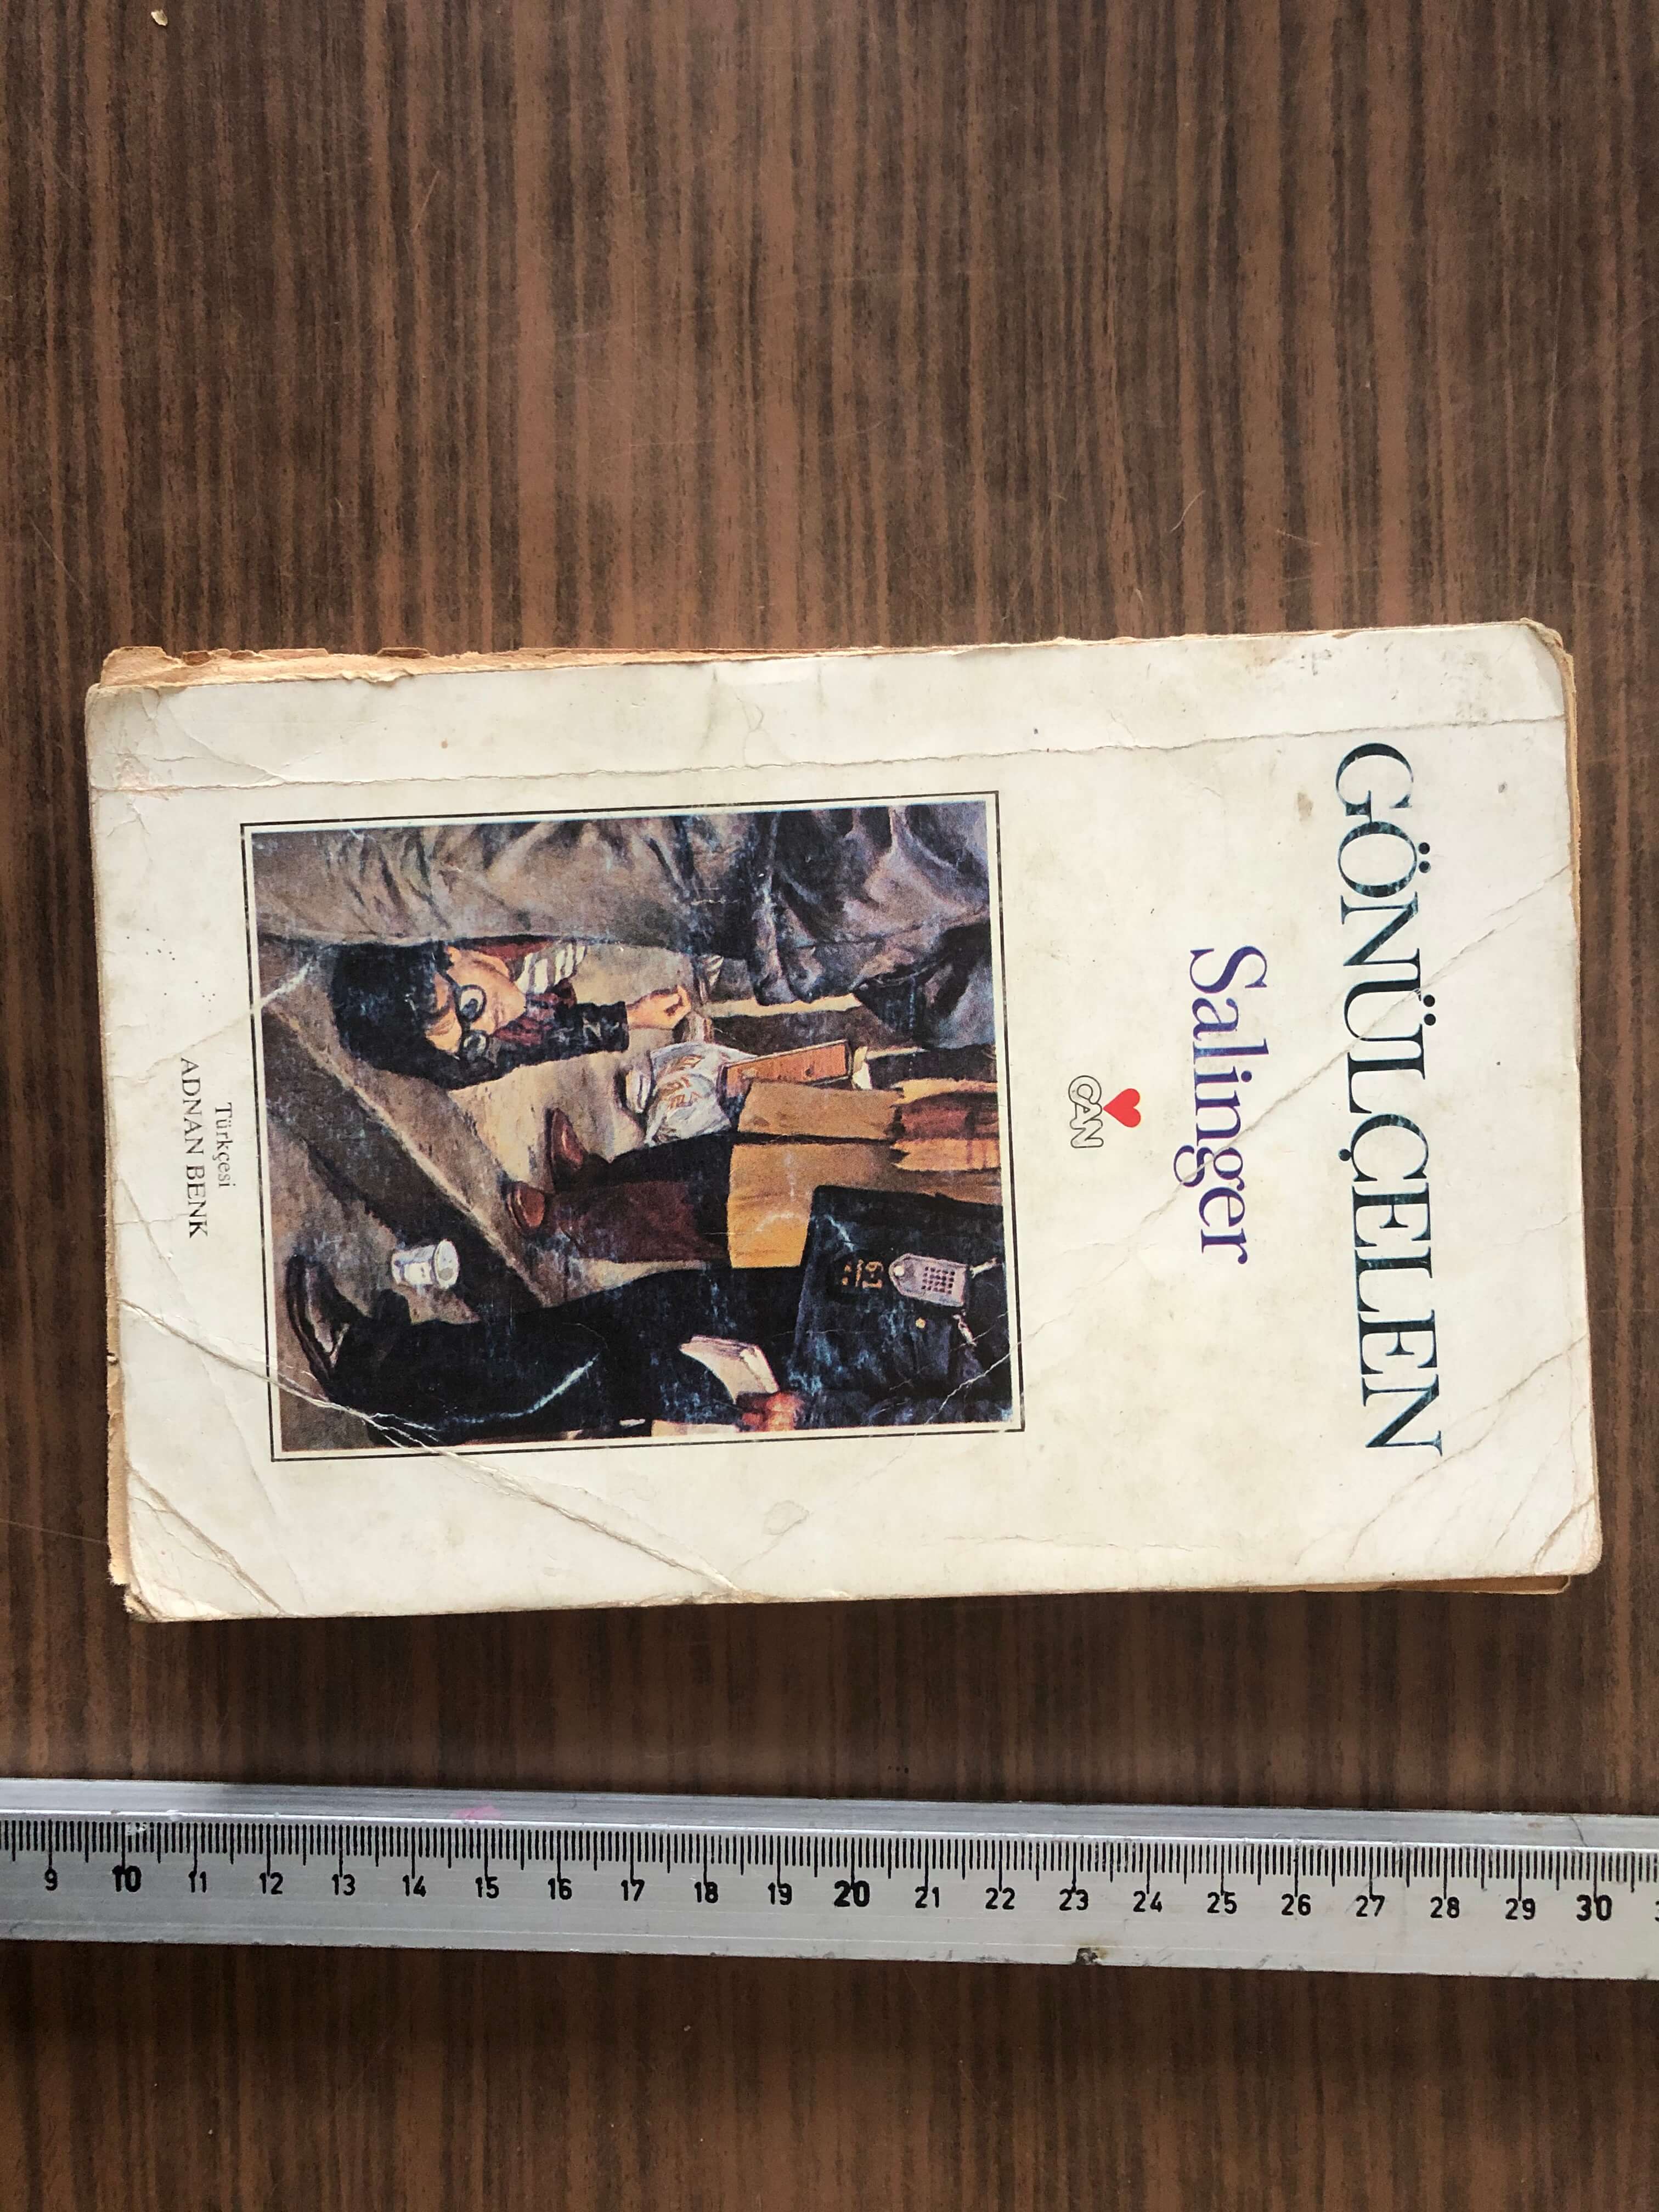 GÖNÜLÇELEN
Salinger
CAN
Türkçesi
ADNAN BENK
9 10 11 12 13 14 15 16 17 18 19 20 21 22 23 24 25 26 27 28 29 30